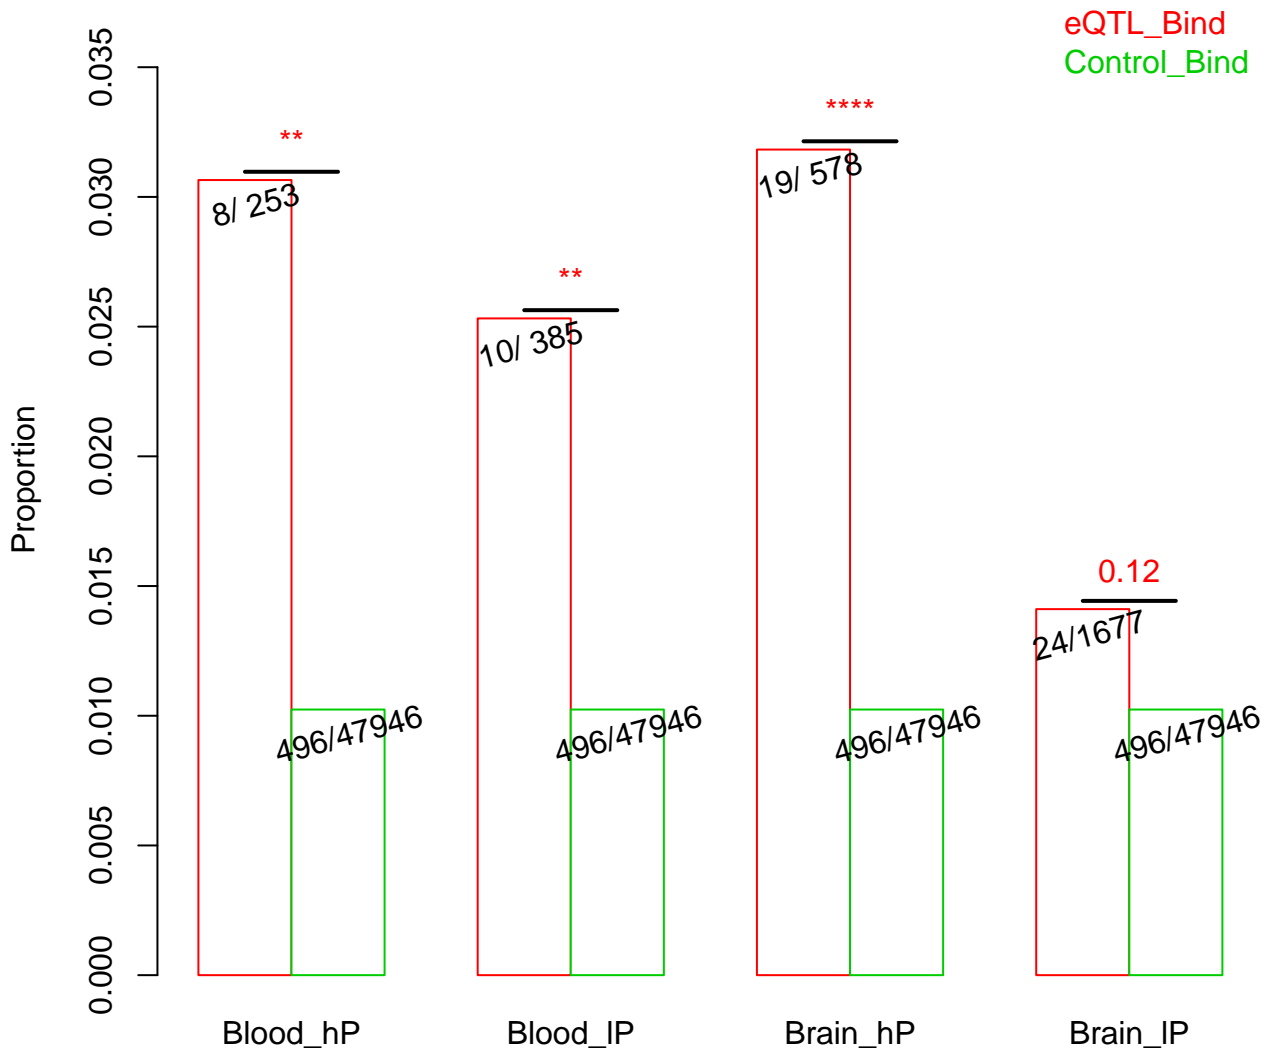 eQTL_Bind
Control_Bind
Proportion
0.035
0.030
0.025
0.020
0.015
0.010
0.005
0.000
**
8/ 253
496/47946
**
10/ 385
496/47946
****
19/ 578
496/47946
0.12
24/1677
496/47946
Blood_hP
Blood_lP
Brain_hP
Brain_lP